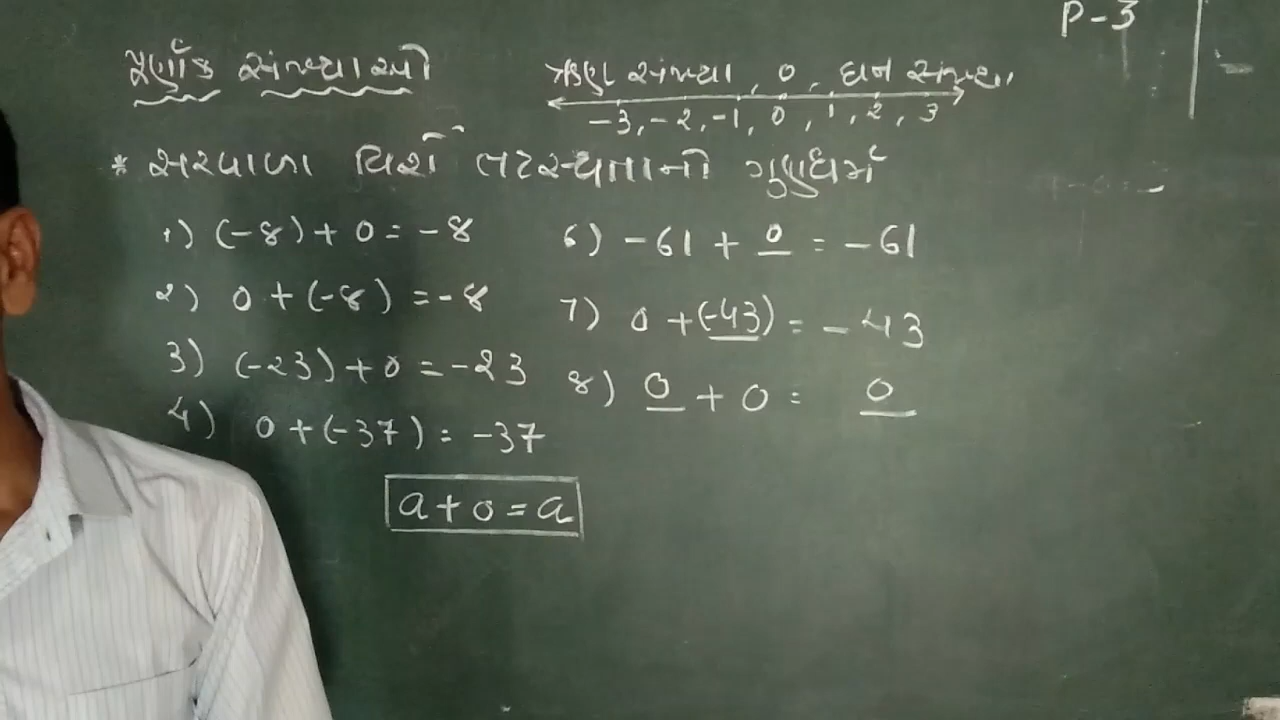 P-3
પૂર્ણાંક સંખ્યાઓ
ઋણ સંખ્યા, 0, ઘન સંખ્યા
-3, -2, -1, 0, 1, 2, 3
* સરવાળા વિશે તટસ્થતાનો ગુણધર્મ
1) (-8) + 0 = -8
2) 0 + (-8) = -8
3) (-23) + 0 = -23
4) 0 + (-37) = -37
a + 0 = a
6) -61 + 0 = -61
7) 0 + (-43) = -43
8) 0 + 0 = 0